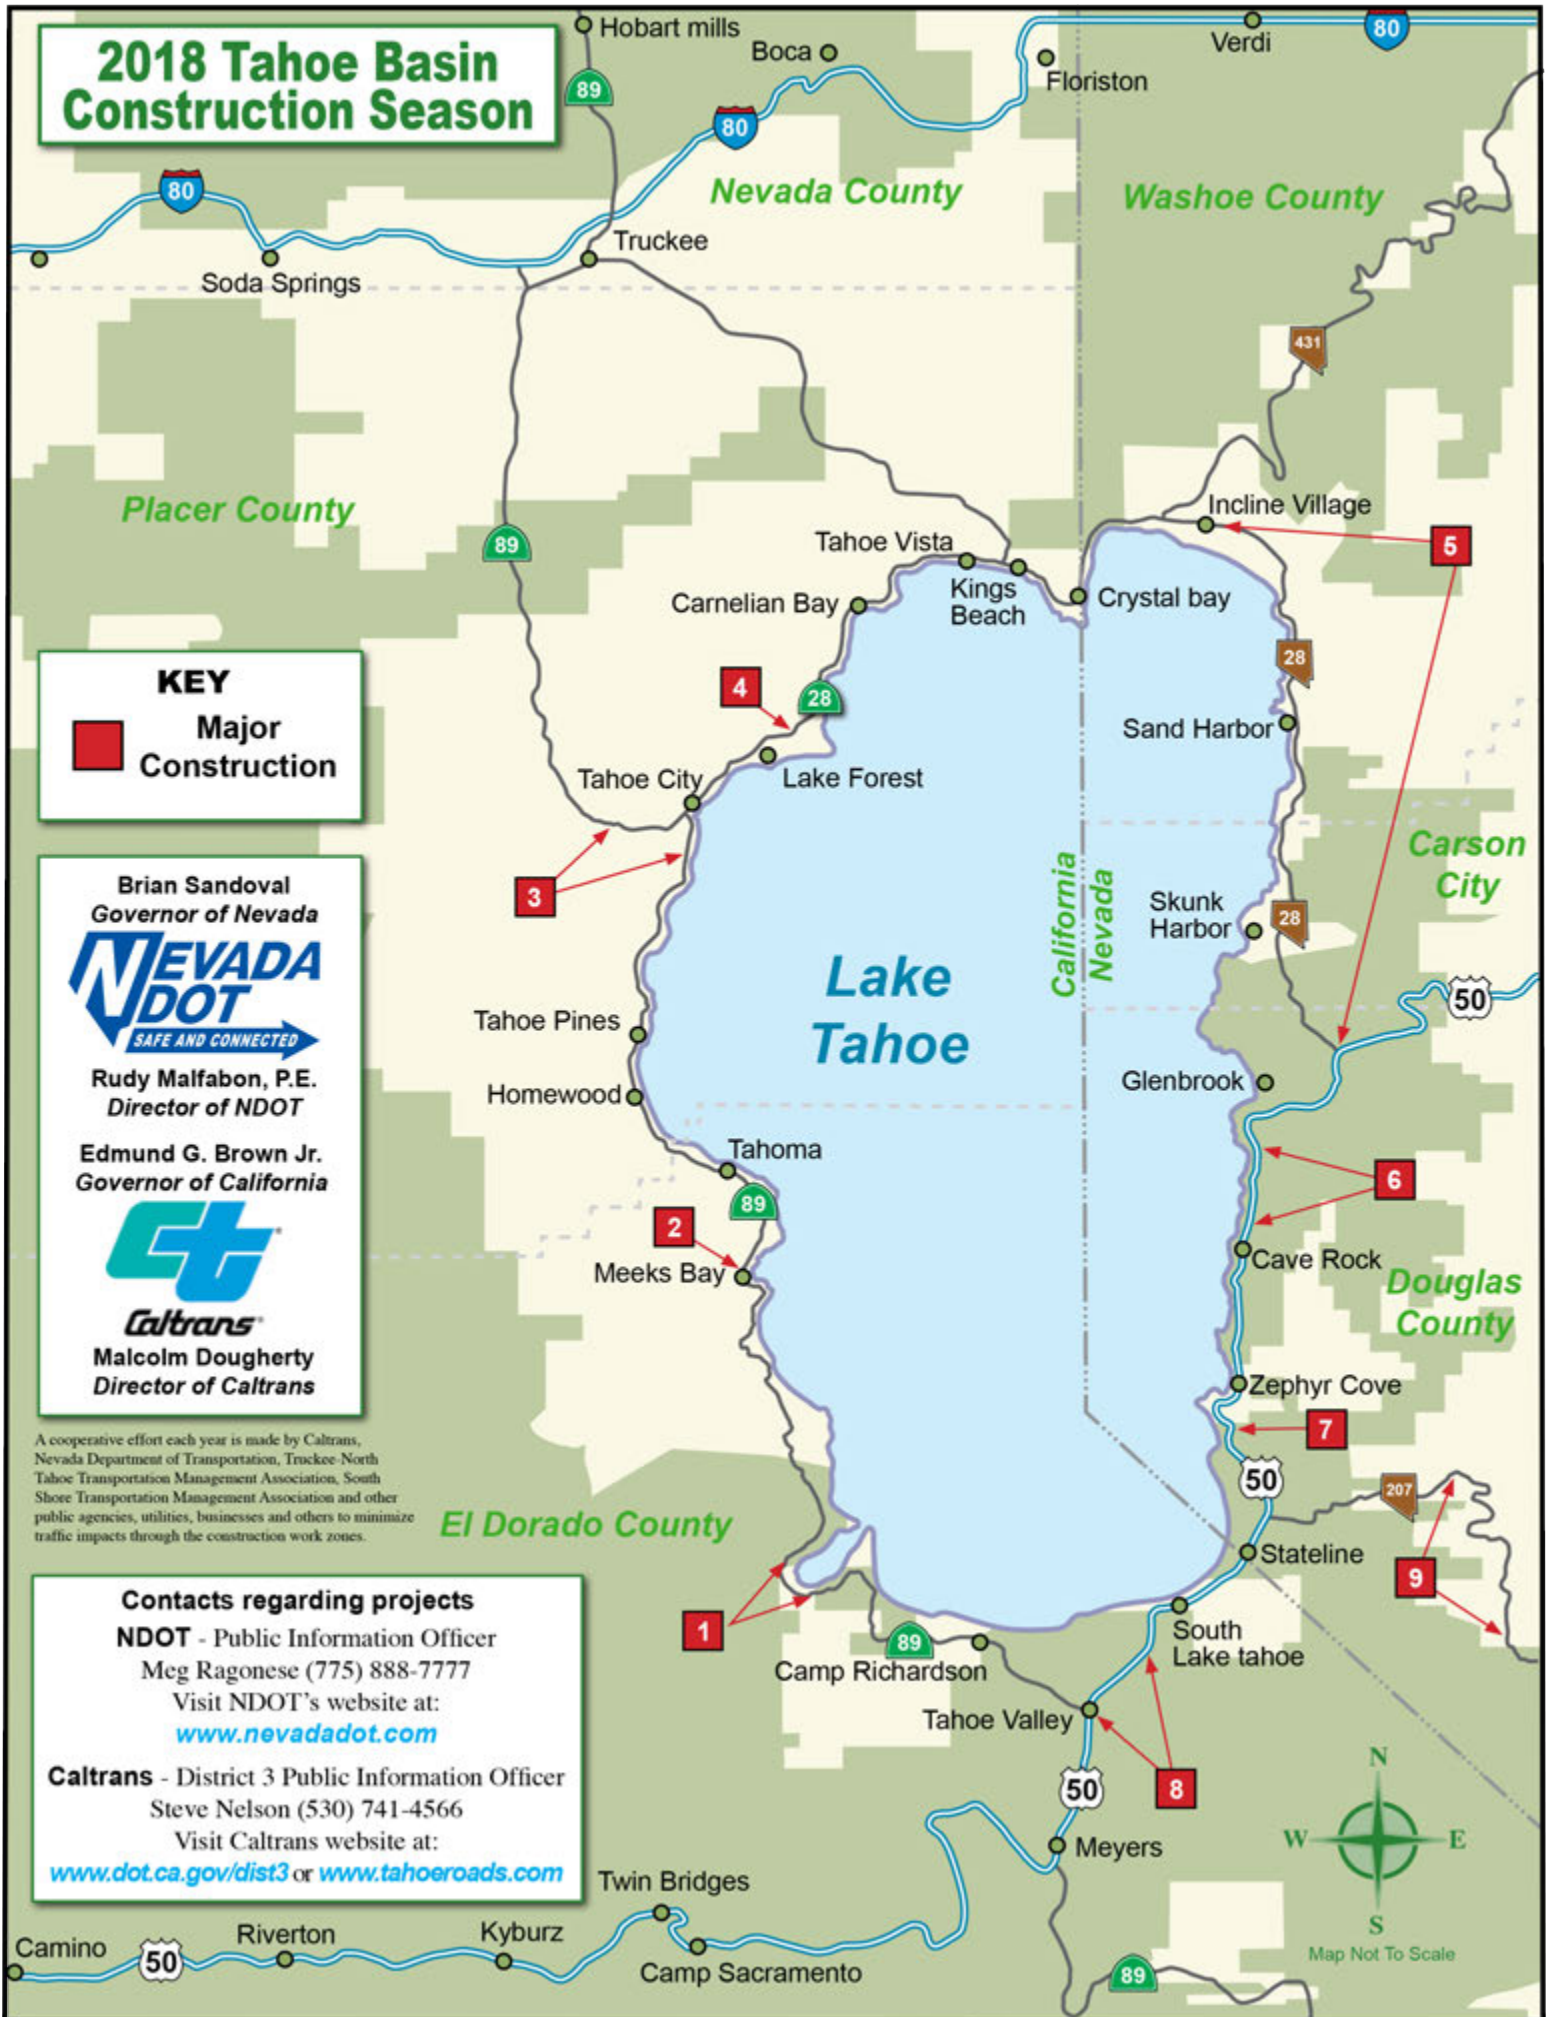 2018 Tahoe Basin
Construction Season
Hobart mills
Boca
Floriston
Verdi
80
89
80
80
Nevada County
Washoe County
Truckee
Soda Springs
431
Placer County
89
Incline Village
5
Tahoe Vista
Kings
Beach
Carnelian Bay
Crystal bay
28
4
28
Sand Harbor
KEY
Major
Construction
Tahoe City
Lake Forest
3
Carson
City
California
Nevada
Skunk
Harbor
28
Lake
Tahoe
50
Tahoe Pines
Homewood
Glenbrook
Tahoma
89
2
Meeks Bay
6
Cave Rock
Douglas
County
Zephyr Cove
7
50
207
9
Stateline
El Dorado County
1
89
Camp Richardson
South
Lake tahoe
Tahoe Valley
8
50
Meyers
Brian Sandoval
Governor of Nevada
NEVADA
DOT
SAFE AND CONNECTED
Rudy Malfabon, P.E.
Director of NDOT
Edmund G. Brown Jr.
Governor of California
Ct
Caltrans
Malcolm Dougherty
Director of Caltrans
A cooperative effort each year is made by Caltrans,
Nevada Department of Transportation, Truckee-North
Tahoe Transportation Management Association, South
Shore Transportation Management Association and other
public agencies, utilities, businesses and others to minimize
traffic impacts through the construction work zones.
Contacts regarding projects
NDOT - Public Information Officer
Meg Ragonese (775) 888-7777
Visit NDOT's website at:
www.nevadadot.com
Caltrans - District 3 Public Information Officer
Steve Nelson (530) 741-4566
Visit Caltrans website at:
www.dot.ca.gov/dist3 or www.tahoeroads.com
Twin Bridges
Camino
50
Riverton
Kyburz
Camp Sacramento
89
N
W
E
S
Map Not To Scale